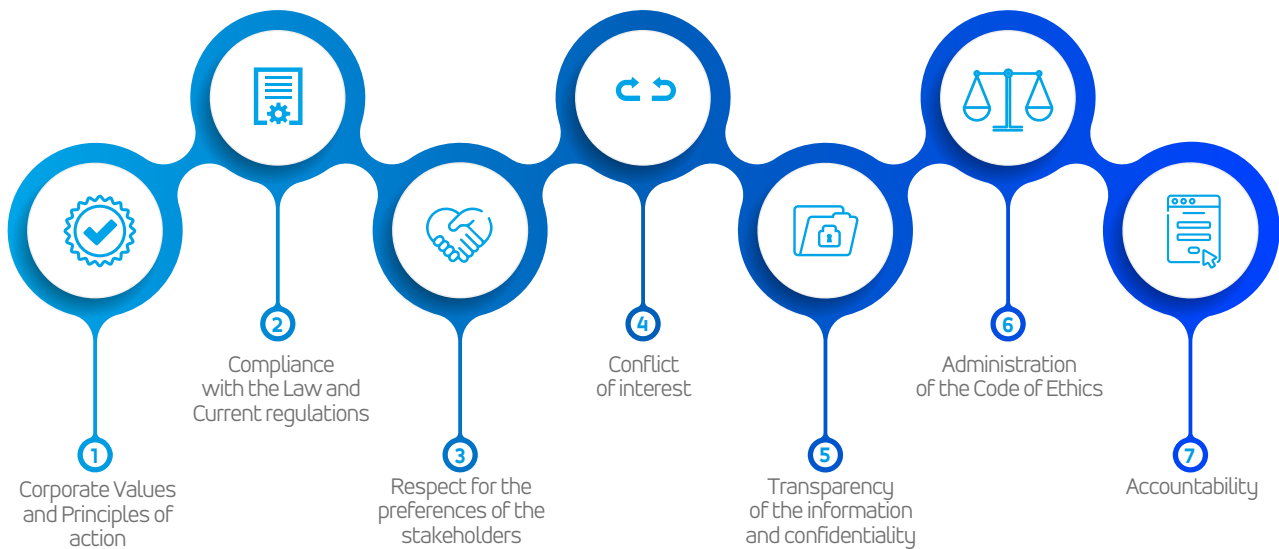 1
Corporate Values
and Principles of
action
2
Compliance
with the Law and
Current regulations
3
Respect for the
preferences of the
stakeholders
4
Conflict
of interest
5
Transparency
of the information
and confidentiality
6
Administration
of the Code of Ethics
7
Accountability